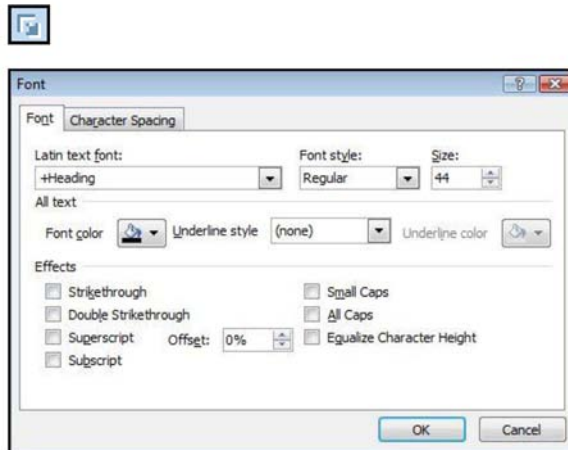 Font
Font Character Spacing
Latin text font: Font style: Size:
+Heading Regular 44
All text
Font color Underline style (none) Underline color
Effects
Strikethrough Small Caps
Double Strikethrough All Caps
Superscript Offset: 0% Equalize Character Height
Subscript
OK Cancel